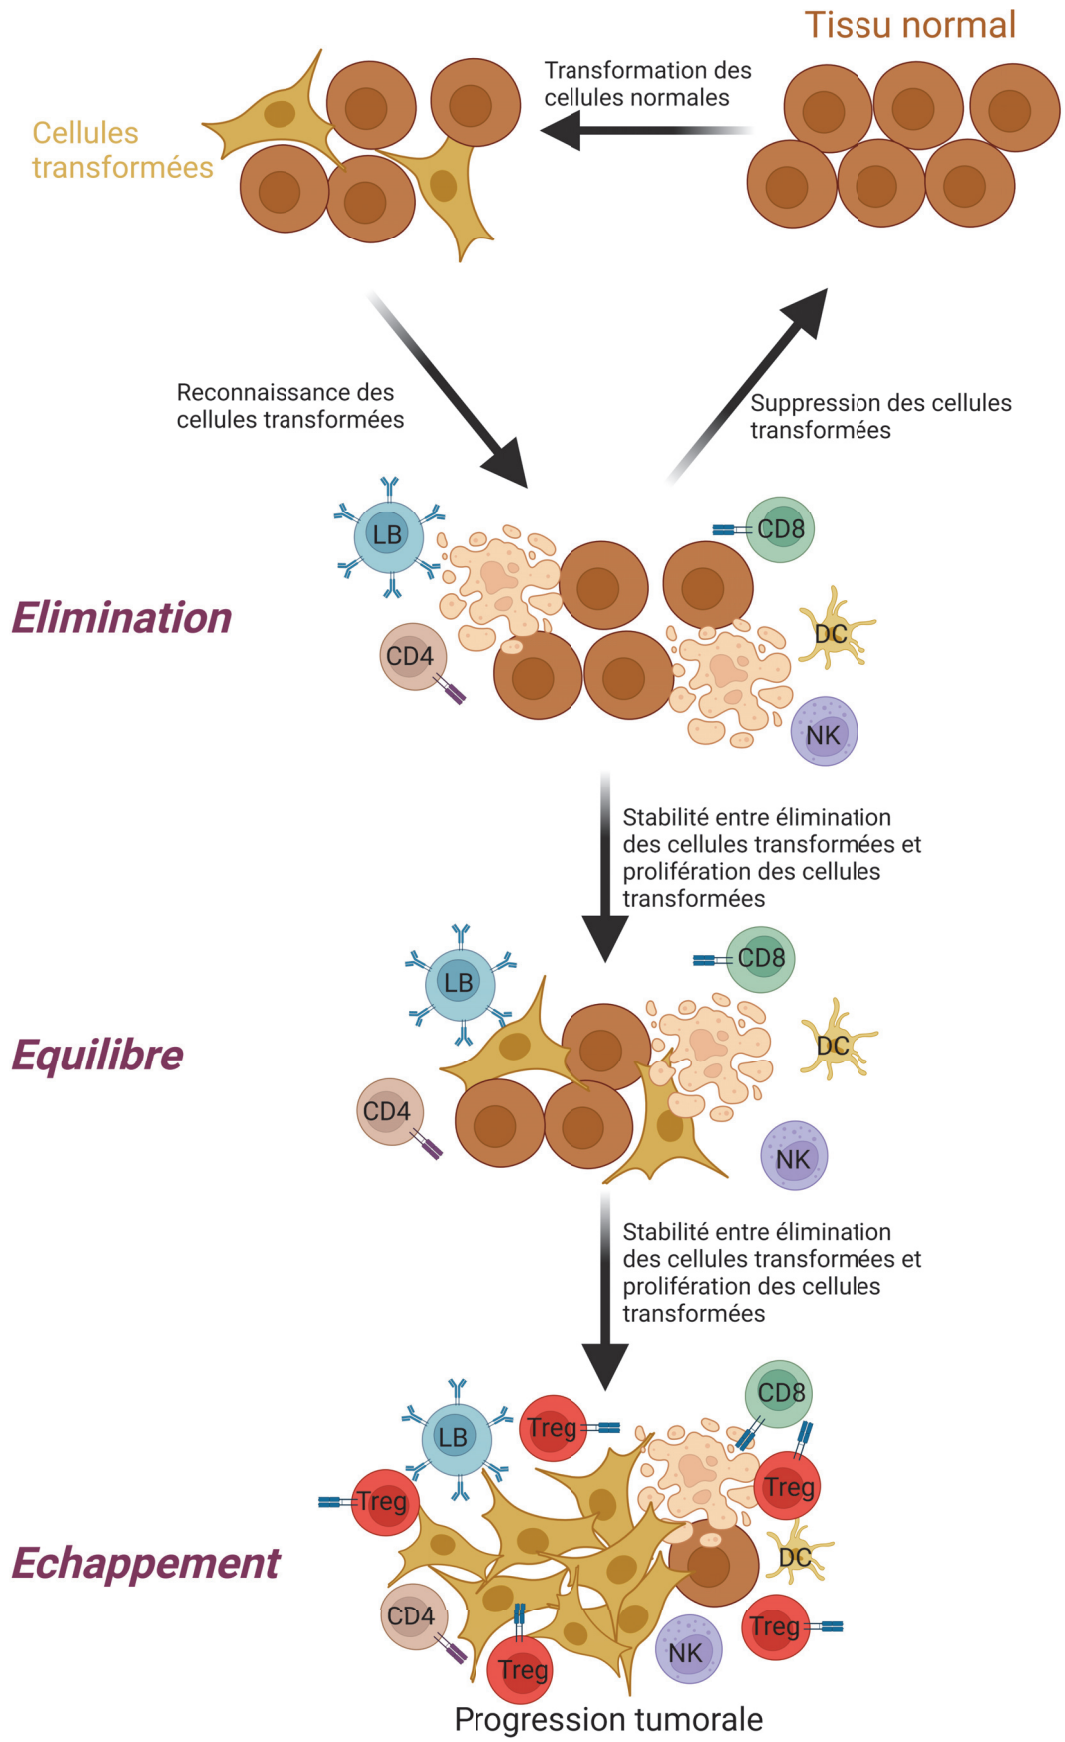 Tissu normal
Transformation des
cellules normales
Cellules
transformées
Reconnaissance des
cellules transformées
Suppression des cellules
transformées
LB
CD8
Elimination
CD4
DC
NK
Stabilité entre élimination
des cellules transformées et
prolifération des cellules
transformées
CD8
LB
Equilibre
DC
CD4
NK
Stabilité entre élimination
des cellules transformées et
prolifération des cellules
transformées
CD8
Treg
LB
Treg
Treg
Echappement
DC
CD4
Treg
NK
Treg
Progression tumorale